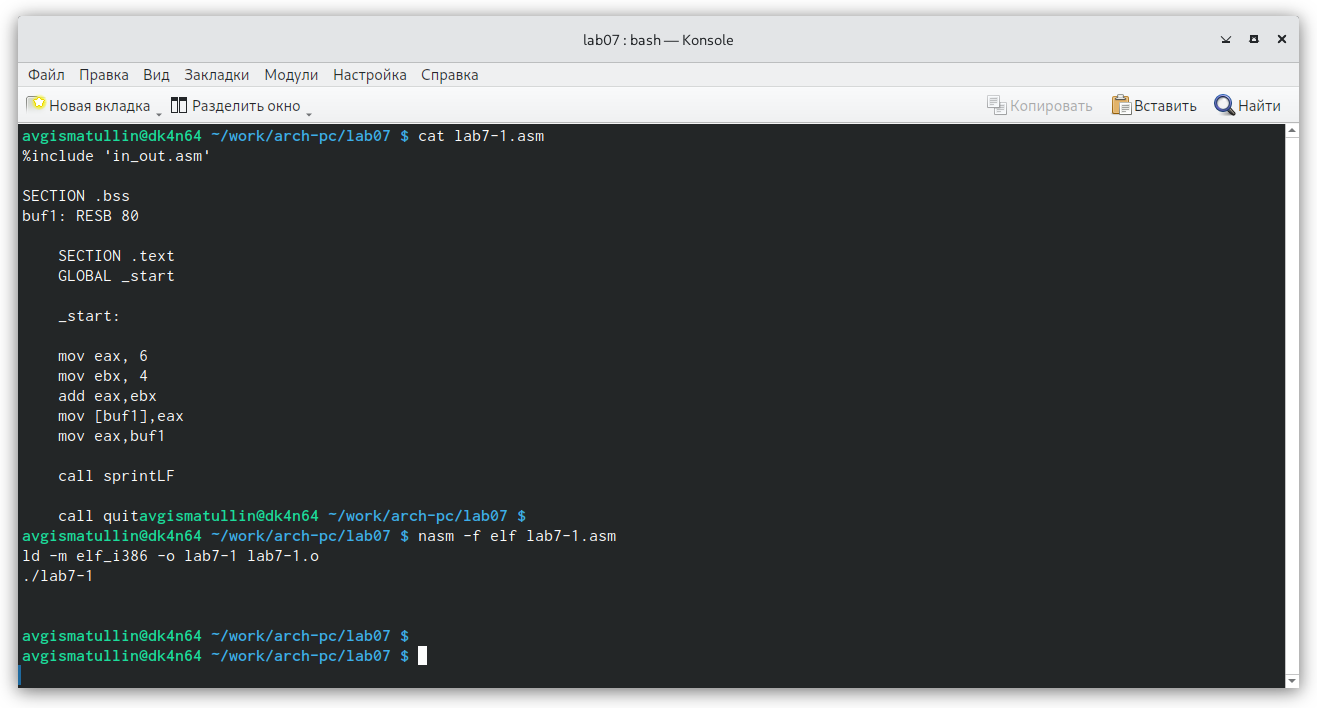 lab07 : bash — Konsole
Файл Правка Вид Закладки Модули Настройка Справка
Новая вкладка Разделить окно Копировать Вставить Найти
avgismatullin@dk4n64 ~/work/arch-pc/lab07 $ cat lab7-1.asm
%include 'in_out.asm'
SECTION .bss
buf1: RESB 80
SECTION .text
GLOBAL _start
_start:
mov eax, 6
mov ebx, 4
add eax,ebx
mov [buf1],eax
mov eax,buf1
call sprintLF
call quitavgismatullin@dk4n64 ~/work/arch-pc/lab07 $
avgismatullin@dk4n64 ~/work/arch-pc/lab07 $ nasm -f elf lab7-1.asm
ld -m elf_i386 -o lab7-1 lab7-1.o
./lab7-1
avgismatullin@dk4n64 ~/work/arch-pc/lab07 $
avgismatullin@dk4n64 ~/work/arch-pc/lab07 $